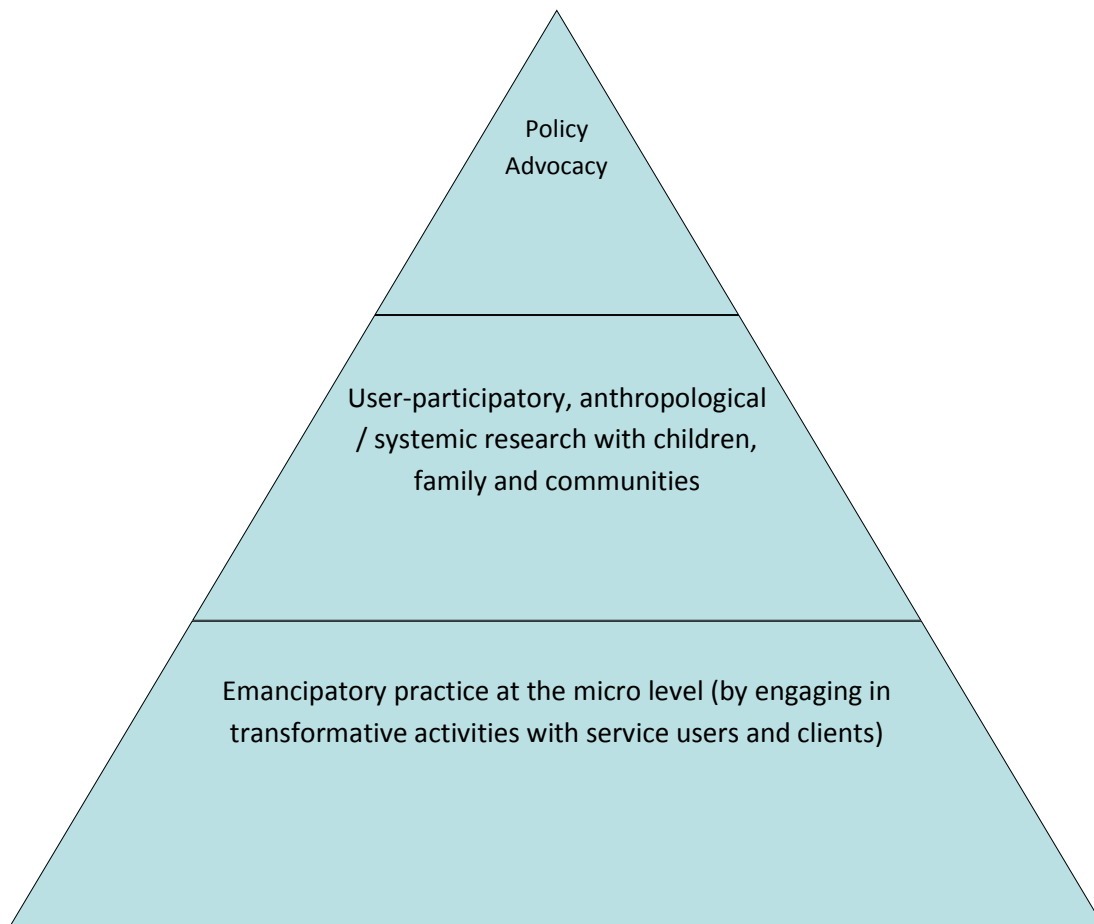 Policy
Advocacy
User-participatory, anthropological
/ systemic research with children,
family and communities
Emancipatory practice at the micro level (by engaging in
transformative activities with service users and clients)